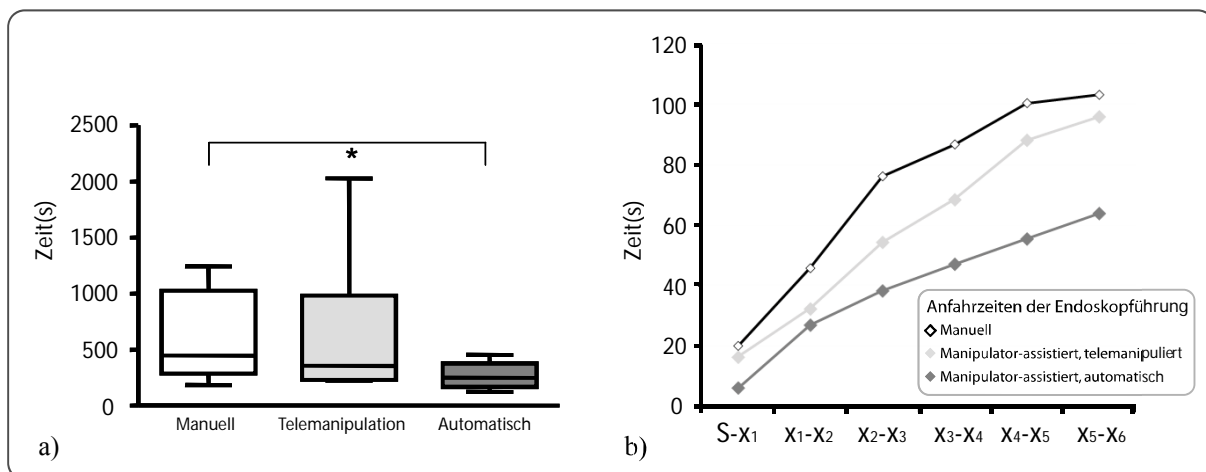 2500
2000
1500
1000
500
0
Zeit(s)
*
Manuell Telemanipulation Automatisch
a)
120
100
80
60
40
20
0
Zeit(s)
Anfahrzeiten der Endoskopführung
Manuell
Manipulator-assistiert, telemanipuliert
Manipulator-assistiert, automatisch
S-x1 x1-x2 x2-x3 x3-x4 x4-x5 x5-x6
b)